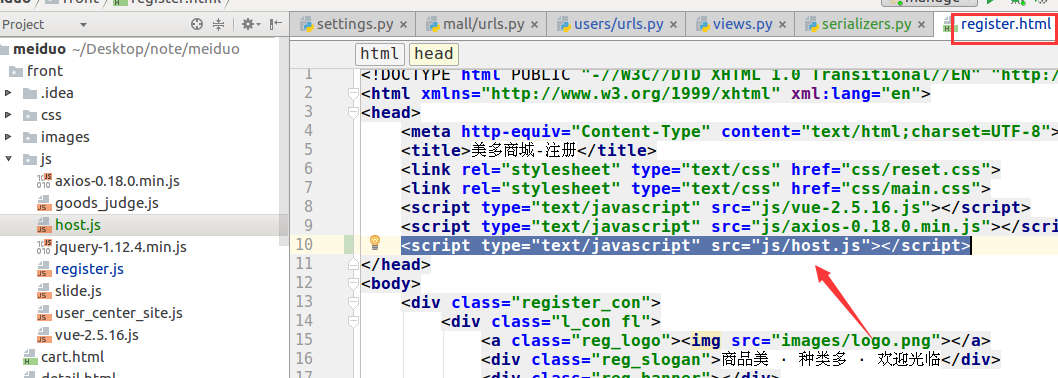 front
register.html
manage
Project
settings.py
mall/urls.py
users/urls.py
views.py
serializers.py
register.html
meiduo ~/Desktop/note/meiduo
front
.idea
css
images
js
axios-0.18.0.min.js
goods_judge.js
host.js
jquery-1.12.4.min.js
register.js
slide.js
user_center_site.js
vue-2.5.16.js
cart.html
detail.html
html head
1 <!DOCTYPE html PUBLIC "-//W3C//DTD XHTML 1.0 Transitional//EN" "http:/
2 <html xmlns="http://www.w3.org/1999/xhtml" xml:lang="en">
3 <head>
4 <meta http-equiv="Content-Type" content="text/html;charset=UTF-8">
5 <title>美多商城-注册</title>
6 <link rel="stylesheet" type="text/css" href="css/reset.css">
7 <link rel="stylesheet" type="text/css" href="css/main.css">
8 <script type="text/javascript" src="js/vue-2.5.16.js"></script>
9 <script type="text/javascript" src="js/axios-0.18.0.min.js"></scri
10 <script type="text/javascript" src="js/host.js"></script>
11 </head>
12 <body>
13 <div class="register_con">
14 <div class="l_con fl">
15 <a class="reg_logo"><img src="images/logo.png"></a>
16 <div class="reg_slogan">商品美 · 种类多 · 欢迎光临</div>
17 <div class="reg_banner"></div>